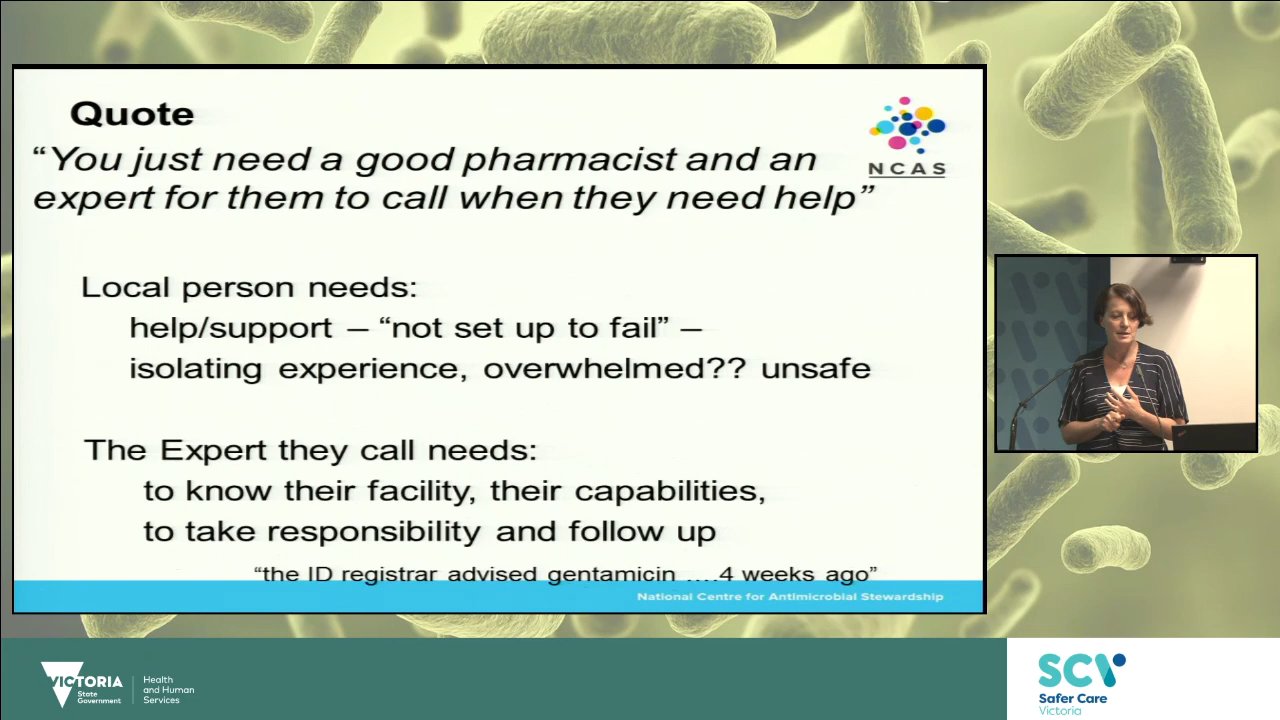 Quote
“You just need a good pharmacist and an
expert for them to call when they need help”
NCAS
Local person needs:
help/support – “not set up to fail” –
isolating experience, overwhelmed?? unsafe
The Expert they call needs:
to know their facility, their capabilities,
to take responsibility and follow up
“the ID registrar advised gentamicin ....4 weeks ago”
National Centre for Antimicrobial Stewardship
VICTORIA
State
Government
Health
and Human
Services
SCV
Safer Care
Victoria